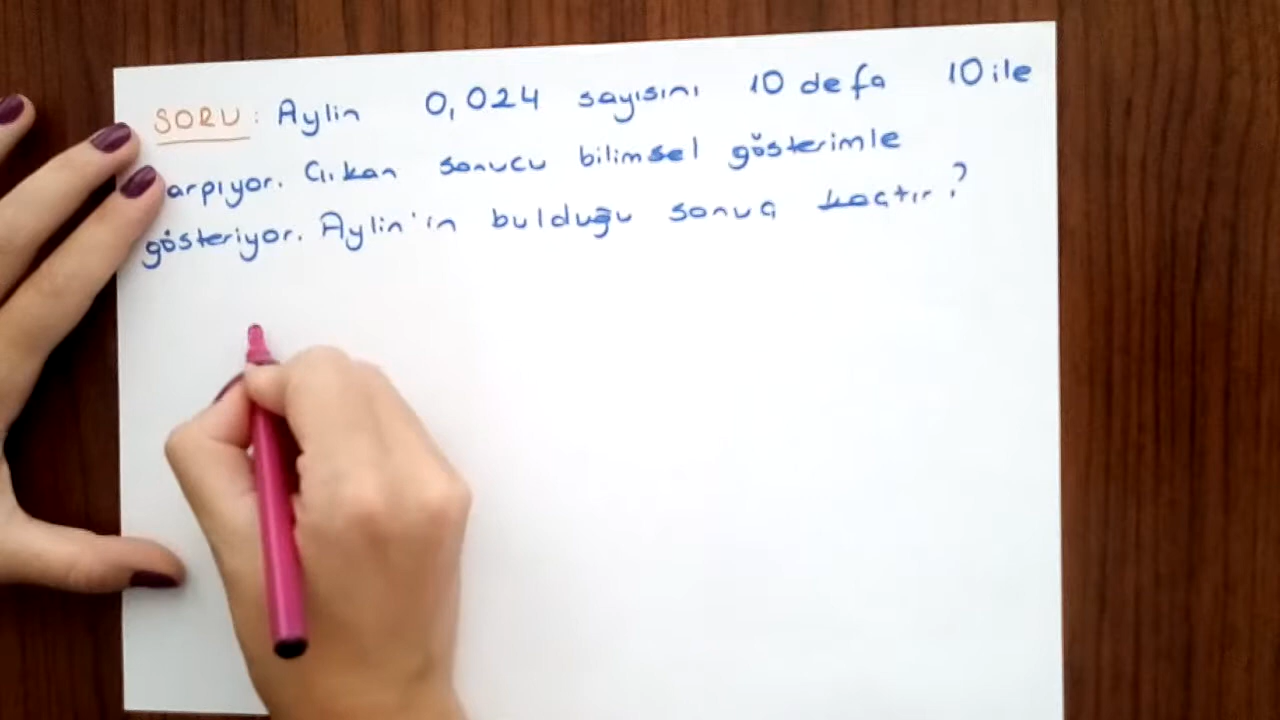 SORU: Aylin 0,024 sayısını 10 defa 10 ile
arpıyor. Çıkan sonucu bilimsel gösterimle
gösteriyor. Aylin'in bulduğu sonuç kaçtır?